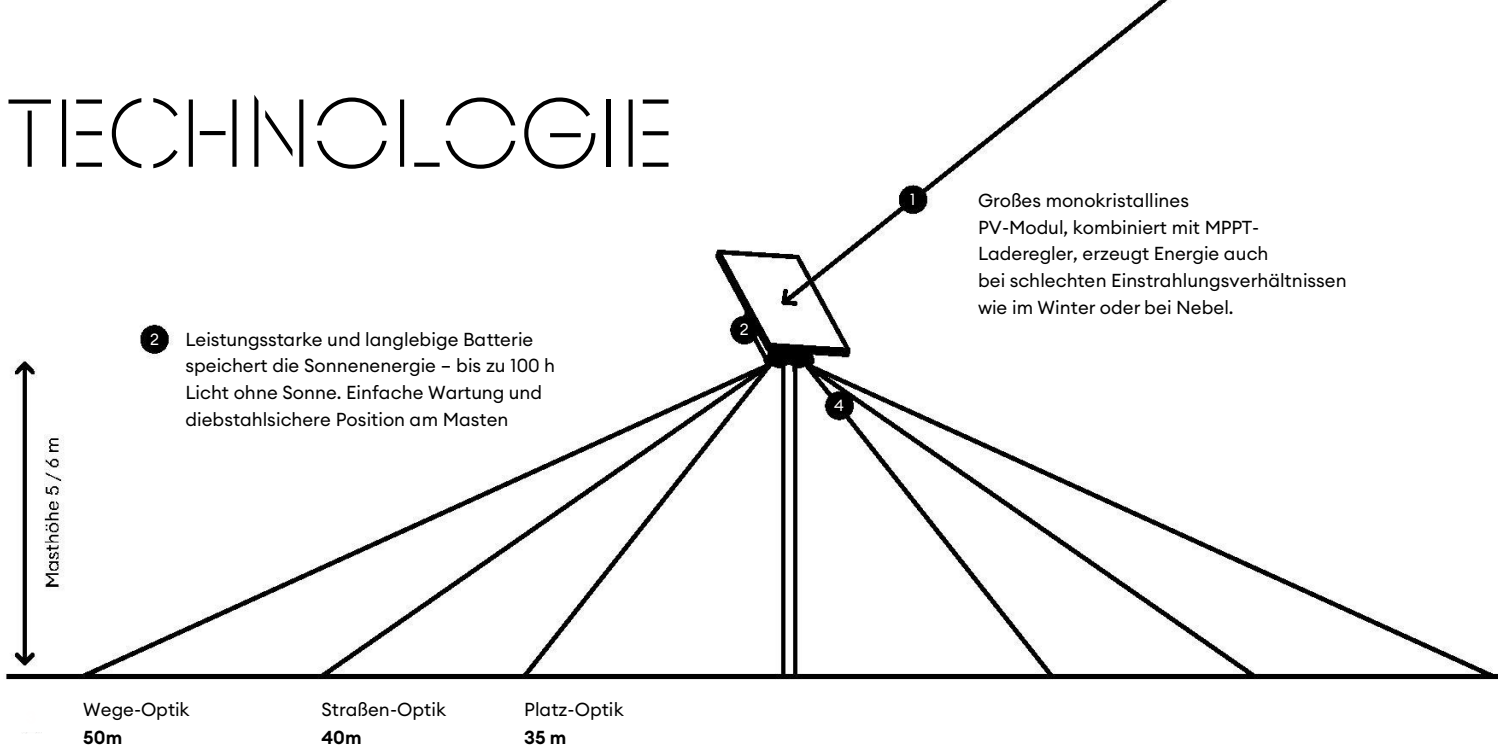 TECHNOLOGIE
1
Großes monokristallines
PV-Modul, kombiniert mit MPPT-
Laderegler, erzeugt Energie auch
bei schlechten Einstrahlungsverhältnissen
wie im Winter oder bei Nebel.
2
2 Leistungsstarke und langlebige Batterie
speichert die Sonnenenergie – bis zu 100 h
Licht ohne Sonne. Einfache Wartung und
diebstahlsichere Position am Masten
4
Masthöhe 5 / 6 m
Wege-Optik
50m
Straßen-Optik
40m
Platz-Optik
35 m